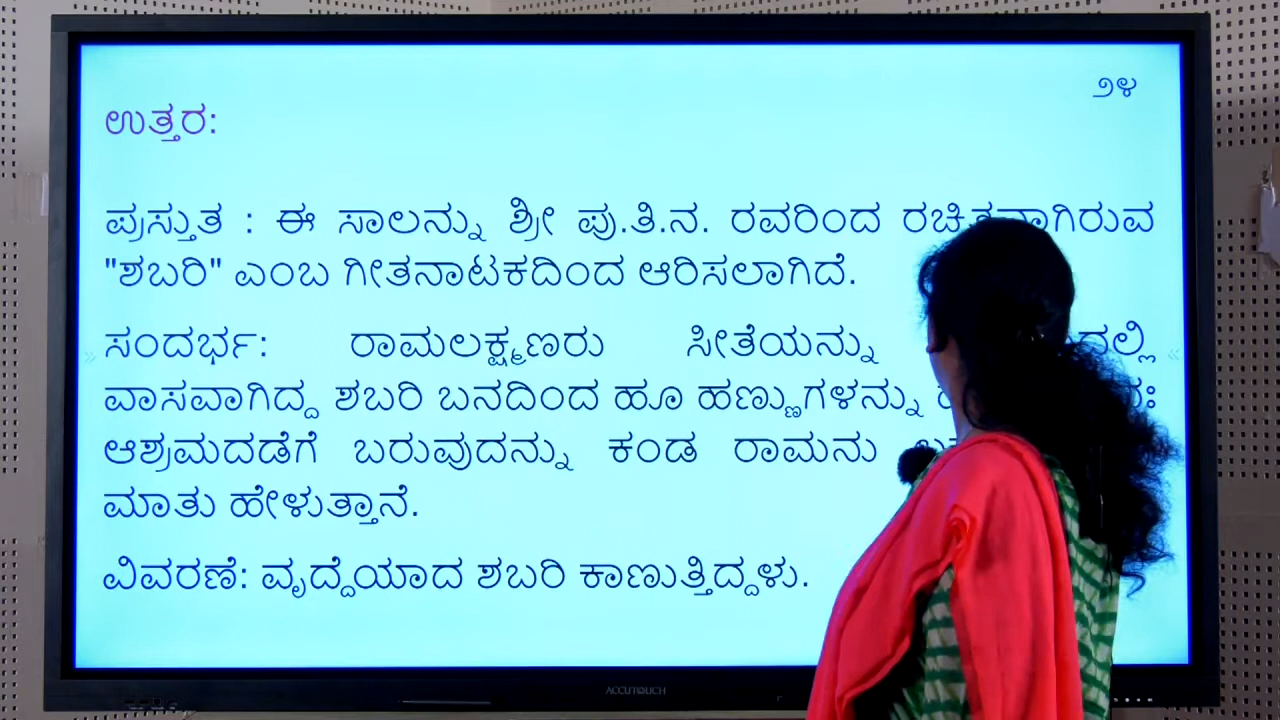 ೨೪
ಉತ್ತರ:
ಪ್ರಸ್ತುತ : ಈ ಸಾಲನ್ನು ಶ್ರೀ ಪು.ತಿ.ನ. ರವರಿಂದ
"ಶಬರಿ" ಎಂಬ ಗೀತನಾಟಕದಿಂದ ಆರಿಸಲಾಗಿದೆ.
ಸಂದರ್ಭ: ರಾಮಲಕ್ಷ್ಮಣರು ಸೀತೆಯನ್ನು
ವಾಸವಾಗಿದ್ದ ಶಬರಿ ಬನದಿಂದ ಹೂ ಹಣ್ಣುಗಳನ್ನು
ಆಶ್ರಮದಡೆಗೆ ಬರುವುದನ್ನು ಕಂಡ ರಾಮನು
ಮಾತು ಹೇಳುತ್ತಾನೆ.
ವಿವರಣೆ: ವೃದ್ದೆಯಾದ ಶಬರಿ ಕಾಣುತ್ತಿದ್ದಳು.
ACCUTOUCH